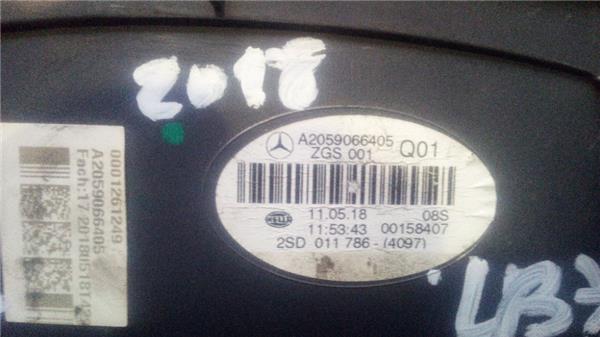 2018
A2059066405
ZGS 001
Q01
11.05.18
08S
HELLA
11:53:43
00158407
2SD 011 786-(4097)
0001261249
A2059066405